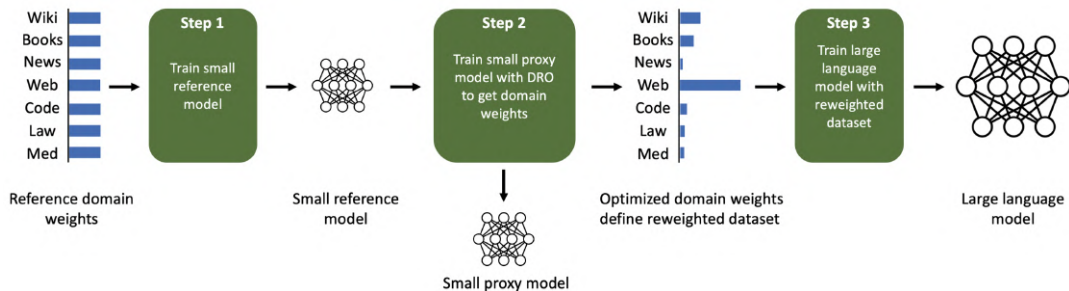 Wiki
Books
News
Web
Code
Law
Med
Reference domain
weights
Step 1
Train small
reference
model
Small reference
model
Step 2
Train small proxy
model with DRO
to get domain
weights
Small proxy model
Wiki
Books
News
Web
Code
Law
Med
Optimized domain weights
define reweighted dataset
Step 3
Train large
language
model with
reweighted
dataset
Large language
model